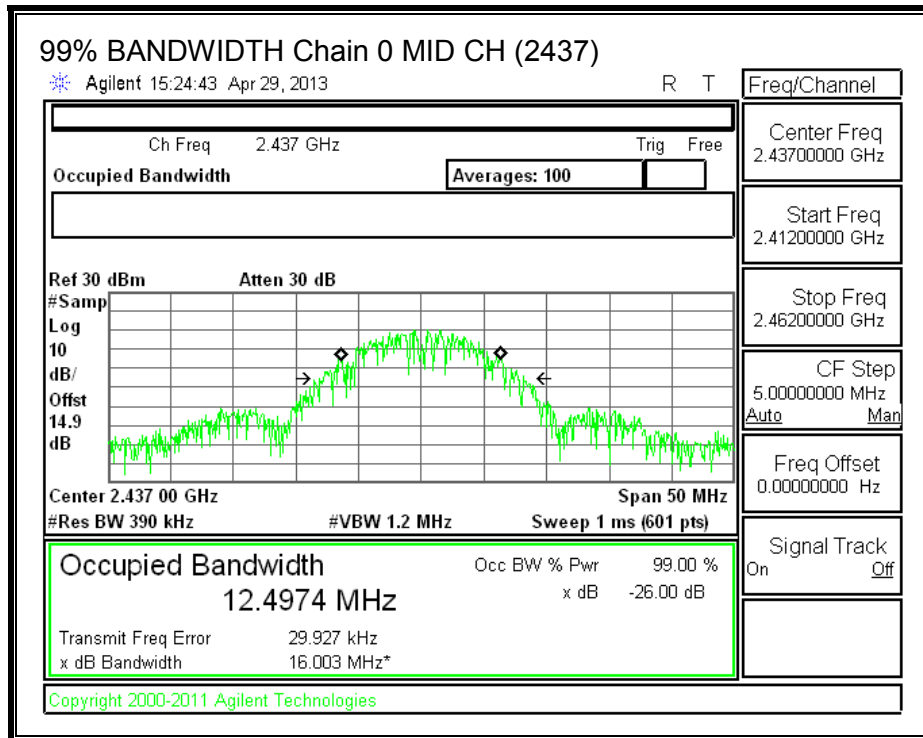 99% BANDWIDTH Chain 0 MID CH (2437)
Agilent 15:24:43 Apr 29, 2013 R T
Freq/Channel
Ch Freq 2.437 GHz Trig Free
Occupied Bandwidth Averages: 100
Center Freq
2.43700000 GHz
Start Freq
2.41200000 GHz
Stop Freq
2.46200000 GHz
CF Step
5.00000000 MHz
Auto Man
Freq Offset
0.00000000 Hz
Signal Track
On Off
Ref 30 dBm Atten 30 dB
#Samp
Log
10
dB/
Offst
14.9
dB
Center 2.437 00 GHz Span 50 MHz
#Res BW 390 kHz #VBW 1.2 MHz Sweep 1 ms (601 pts)
Occupied Bandwidth Occ BW % Pwr 99.00 %
12.4974 MHz x dB -26.00 dB
Transmit Freq Error 29.927 kHz
x dB Bandwidth 16.003 MHz*
Copyright 2000-2011 Agilent Technologies